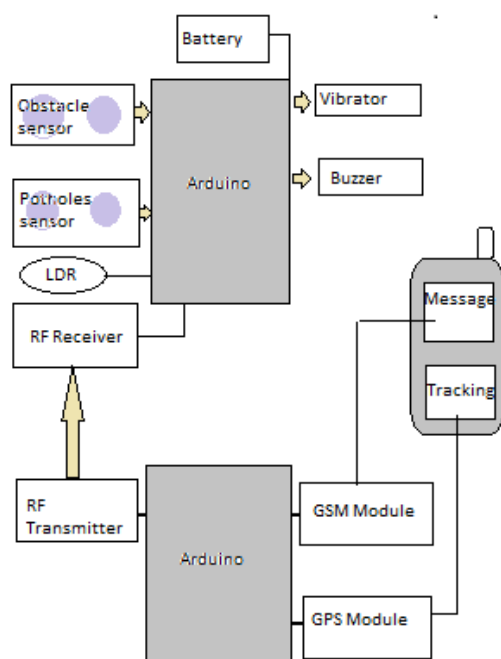 Battery
Obstacle
sensor
Vibrator
Arduino
Buzzer
Potholes
sensor
LDR
RF Receiver
Message
Tracking
RF
Transmitter
GSM Module
Arduino
GPS Module